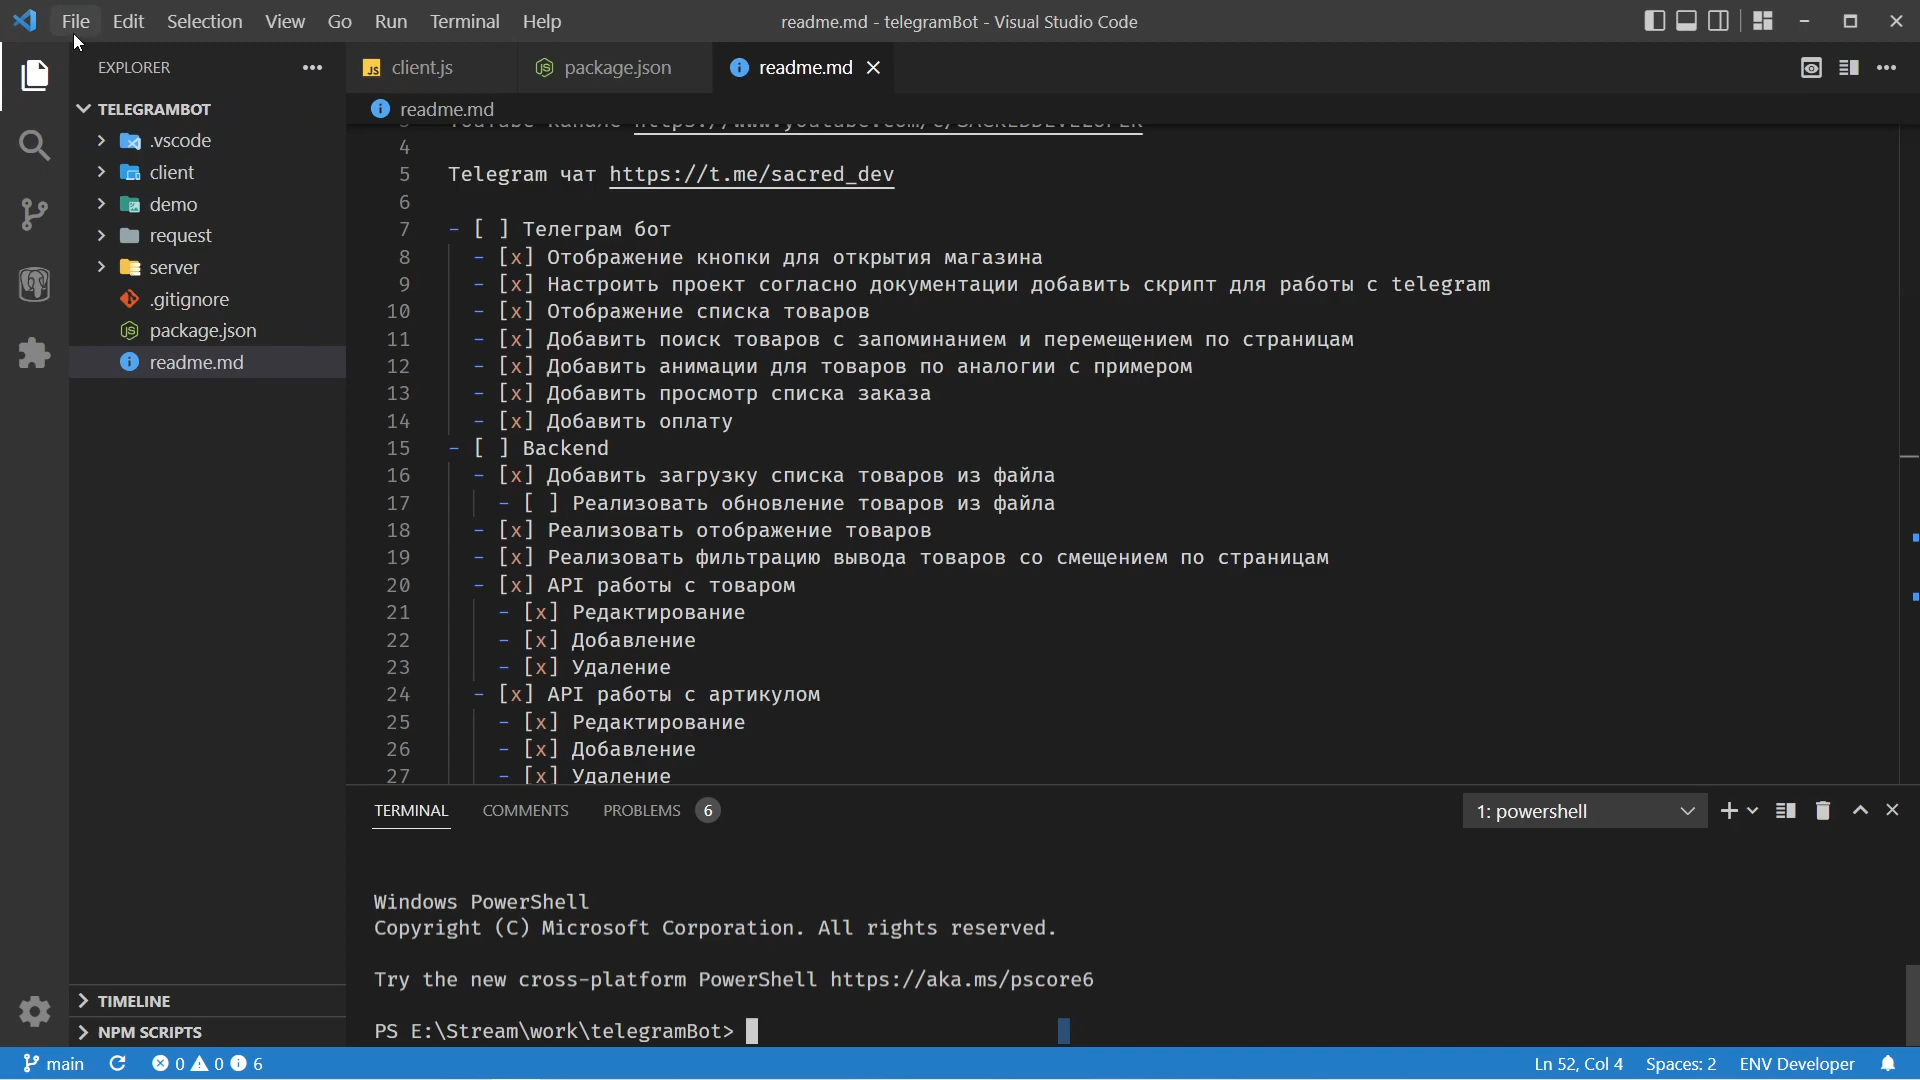 File Edit Selection View Go Run Terminal Help
readme.md - telegramBot - Visual Studio Code
EXPLORER
TELEGRAMBOT
.vscode
client
demo
request
server
.gitignore
package.json
readme.md
TIMELINE
NPM SCRIPTS
client.js
package.json
readme.md
readme.md
4
5 Telegram чат https://t.me/sacred_dev
6
7 - [ ] Телеграм бот
8 - [x] Отображение кнопки для открытия магазина
9 - [x] Настроить проект согласно документации добавить скрипт для работы с telegram
10 - [x] Отображение списка товаров
11 - [x] Добавить поиск товаров с запоминанием и перемещением по страницам
12 - [x] Добавить анимации для товаров по аналогии с примером
13 - [x] Добавить просмотр списка заказа
14 - [x] Добавить оплату
15 - [ ] Backend
16 - [x] Добавить загрузку списка товаров из файла
17 - [ ] Реализовать обновление товаров из файла
18 - [x] Реализовать отображение товаров
19 - [x] Реализовать фильтрацию вывода товаров со смещением по страницам
20 - [x] API работы с товаром
21 - [x] Редактирование
22 - [x] Добавление
23 - [x] Удаление
24 - [x] API работы с артикулом
25 - [x] Редактирование
26 - [x] Добавление
27 - [x] Удаление
TERMINAL COMMENTS PROBLEMS 6
1: powershell
Windows PowerShell
Copyright (C) Microsoft Corporation. All rights reserved.
Try the new cross-platform PowerShell https://aka.ms/pscore6
PS E:\Stream\work\telegramBot>
main 0 0 6
Ln 52, Col 4 Spaces: 2 ENV Developer